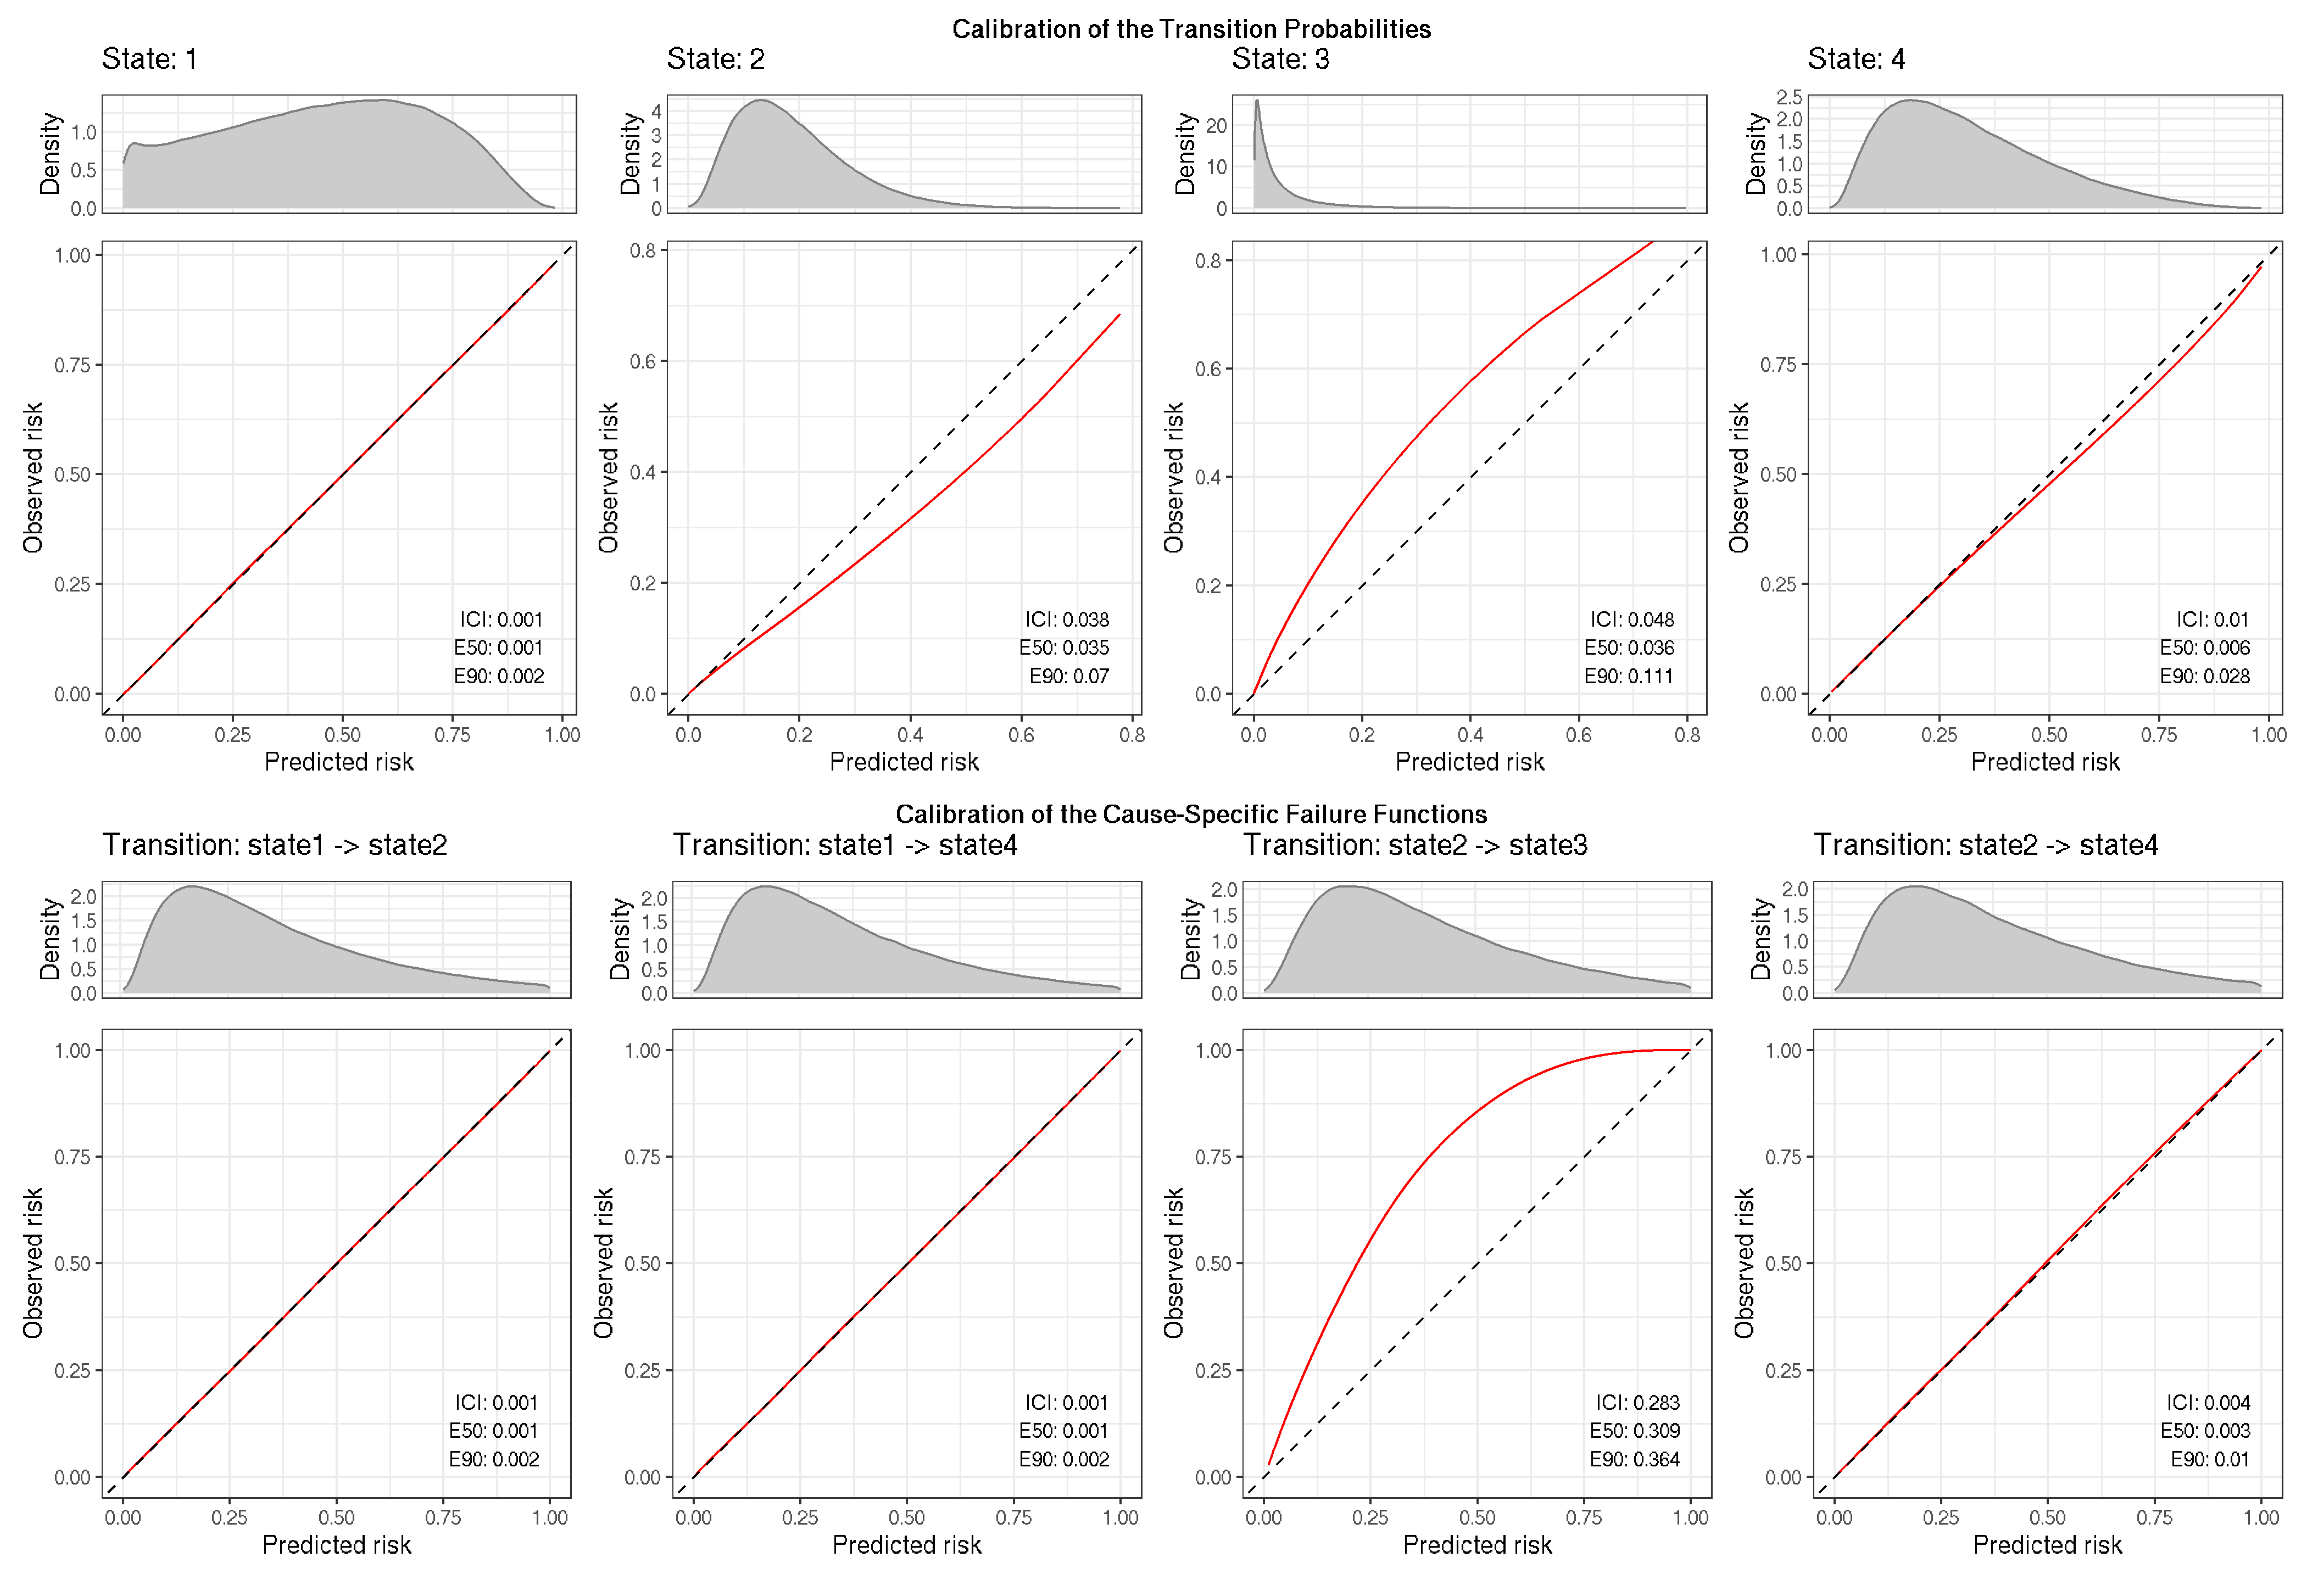 Calibration of the Transition Probabilities
State: 1
State: 2
State: 3
State: 4
Density
1.0
0.5
0.0
Density
4
3
2
1
0
Density
20
10
0
Density
2.5
2.0
1.5
1.0
0.5
0.0
Observed risk
1.00
0.75
0.50
0.25
0.00
ICI: 0.001
E50: 0.001
E90: 0.002
0.00 0.25 0.50 0.75 1.00
Predicted risk
Observed risk
0.8
0.6
0.4
0.2
0.0
ICI: 0.038
E50: 0.035
E90: 0.07
0.0 0.2 0.4 0.6 0.8
Predicted risk
Observed risk
0.8
0.6
0.4
0.2
0.0
ICI: 0.048
E50: 0.036
E90: 0.111
0.0 0.2 0.4 0.6 0.8
Predicted risk
Observed risk
1.00
0.75
0.50
0.25
0.00
ICI: 0.01
E50: 0.006
E90: 0.028
0.00 0.25 0.50 0.75 1.00
Predicted risk
Calibration of the Cause-Specific Failure Functions
Transition: state1 -> state2
Transition: state1 -> state4
Transition: state2 -> state3
Transition: state2 -> state4
Density
2.0
1.5
1.0
0.5
0.0
Density
2.0
1.5
1.0
0.5
0.0
Density
2.0
1.5
1.0
0.5
0.0
Density
2.0
1.5
1.0
0.5
0.0
Observed risk
1.00
0.75
0.50
0.25
0.00
ICI: 0.001
E50: 0.001
E90: 0.002
0.00 0.25 0.50 0.75 1.00
Predicted risk
Observed risk
1.00
0.75
0.50
0.25
0.00
ICI: 0.001
E50: 0.001
E90: 0.002
0.00 0.25 0.50 0.75 1.00
Predicted risk
Observed risk
1.00
0.75
0.50
0.25
0.00
ICI: 0.283
E50: 0.309
E90: 0.364
0.00 0.25 0.50 0.75 1.00
Predicted risk
Observed risk
1.00
0.75
0.50
0.25
0.00
ICI: 0.004
E50: 0.003
E90: 0.01
0.00 0.25 0.50 0.75 1.00
Predicted risk